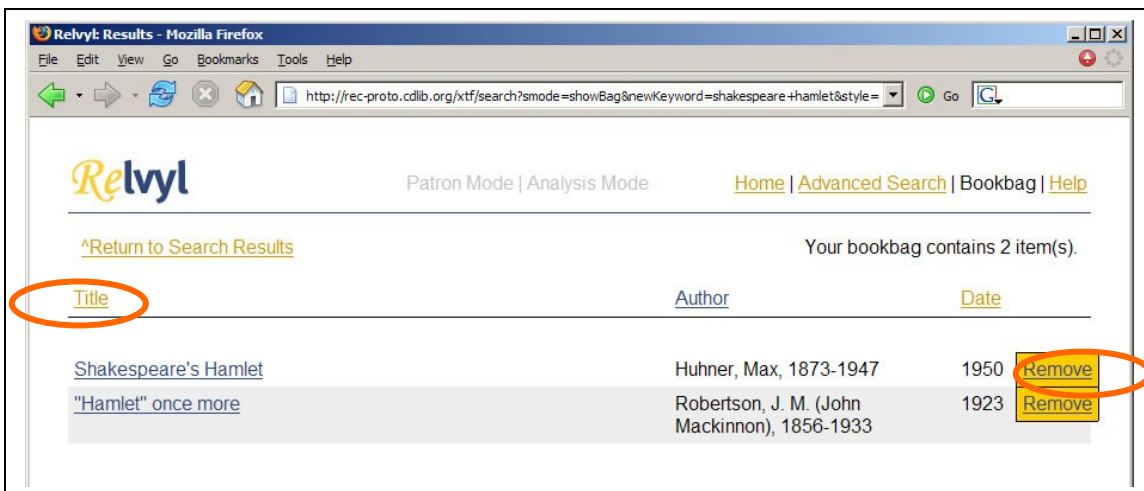 Relvyl: Results - Mozilla Firefox
File Edit View Go Bookmarks Tools Help
http://rec-proto.cdlib.org/xtf/search?smode=showBag&newKeyword=shakespeare+hamlet&style= Go G
Relvyl Patron Mode | Analysis Mode Home | Advanced Search | Bookbag | Help
^Return to Search Results Your bookbag contains 2 item(s).
Title Author Date
Shakespeare's Hamlet Huhner, Max, 1873-1947 1950 Remove
"Hamlet" once more Robertson, J. M. (John 1923 Remove
Mackinnon), 1856-1933